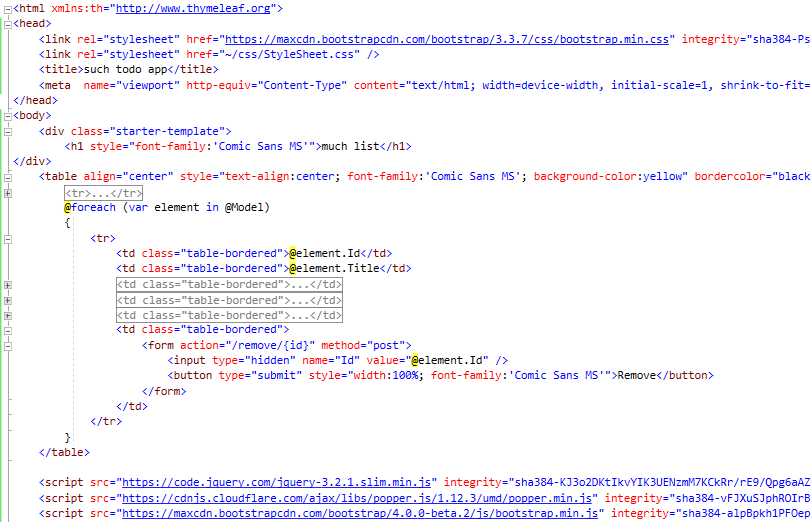 <html xmlns:th="http://www.thymeleaf.org">
<head>
<link rel="stylesheet" href="https://maxcdn.bootstrapcdn.com/bootstrap/3.3.7/css/bootstrap.min.css" integrity="sha384-Ps
<link rel="stylesheet" href="~/css/StyleSheet.css" />
<title>such todo app</title>
<meta  name="viewport" http-equiv="Content-Type" content="text/html; width=device-width, initial-scale=1, shrink-to-fit=
</head>
<body>
<div class="starter-template">
<h1 style="font-family:'Comic Sans MS'">much list</h1>
</div>
<table align="center" style="text-align:center; font-family:'Comic Sans MS'; background-color:yellow" bordercolor="black
<tr>...</tr>
@foreach (var element in @Model)
{
<tr>
<td class="table-bordered">@element.Id</td>
<td class="table-bordered">@element.Title</td>
<td class="table-bordered">...</td>
<td class="table-bordered">...</td>
<td class="table-bordered">...</td>
<td class="table-bordered">
<form action="/remove/{id}" method="post">
<input type="hidden" name="Id" value="@element.Id" />
<button type="submit" style="width:100%; font-family:'Comic Sans MS'">Remove</button>
</form>
</td>
</tr>
}
</table>
<script src="https://code.jquery.com/jquery-3.2.1.slim.min.js" integrity="sha384-KJ3o2DKtIkvYIK3UENzmM7KCkRr/rE9/Qpg6aAZ
<script src="https://cdnjs.cloudflare.com/ajax/libs/popper.js/1.12.3/umd/popper.min.js" integrity="sha384-vFJXuSJphROIrB
<script src="https://maxcdn.bootstrapcdn.com/bootstrap/4.0.0-beta.2/js/bootstrap.min.js" integrity="sha384-alpBpkh1PFOep